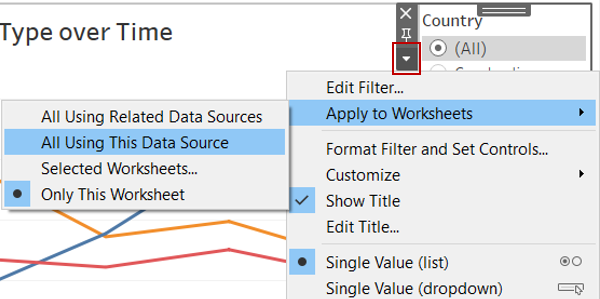 Type over Time
Country
(All)
Edit Filter...
Apply to Worksheets
All Using Related Data Sources
All Using This Data Source
Selected Worksheets...
Only This Worksheet
Format Filter and Set Controls...
Customize
Show Title
Edit Title...
Single Value (list)
Single Value (dropdown)